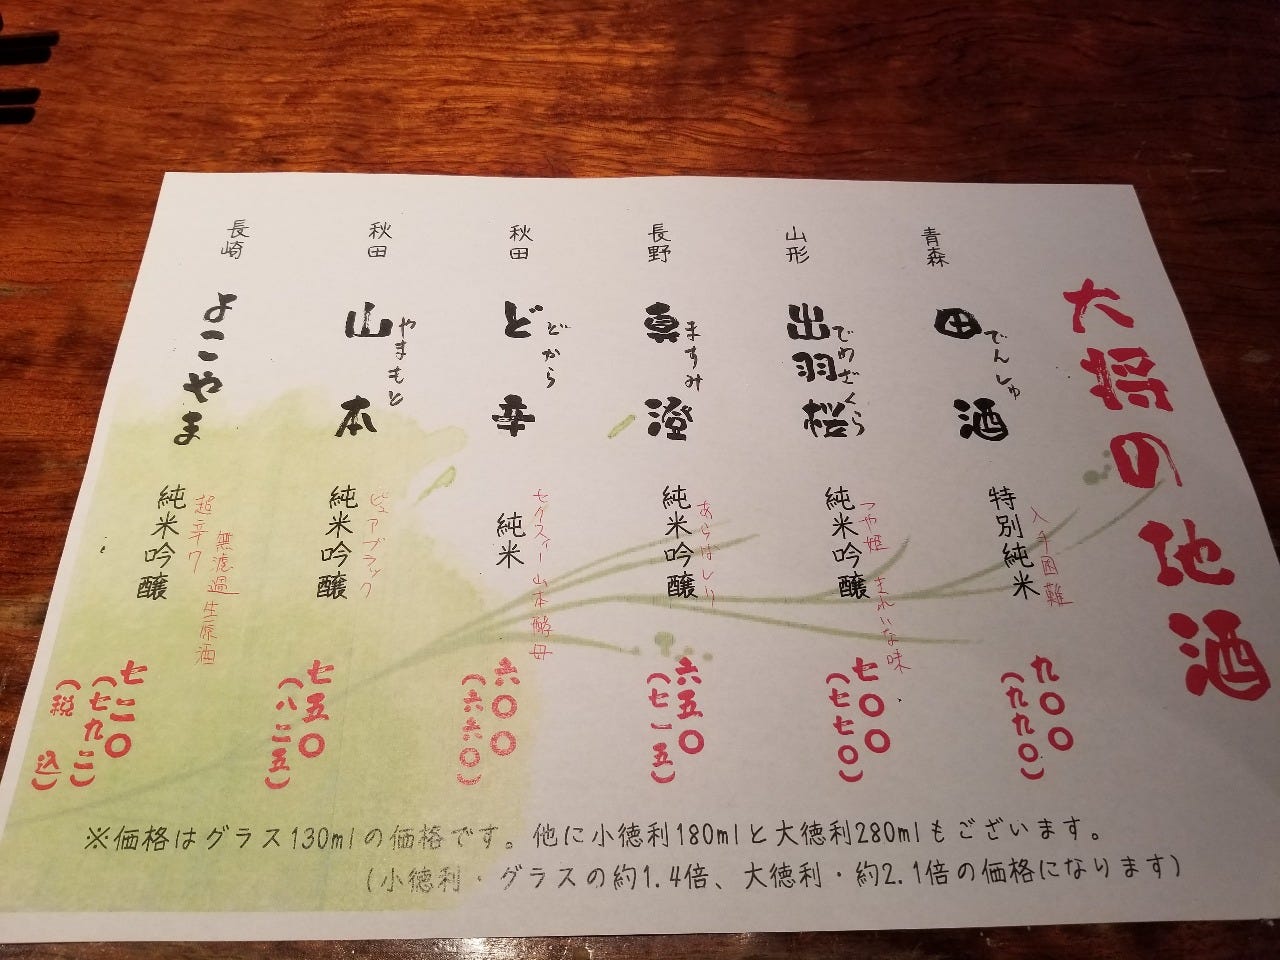 大将の地酒
青森
田酒
でんしゅ
特別純米
入手困難
九〇〇
(九九〇)
山形
出羽桜
でわざくら
純米吟醸
つや姫
きれいな味
七〇〇
(七七〇)
長野
真澄
ますみ
純米吟醸
あらばしり
六五〇
(七一五)
秋田
ど辛
どから
純米
セクスィー山本酵母
六〇〇
(六六〇)
秋田
山本
やまもと
純米吟醸
ピュアブラック
七五〇
(八二五)
長崎
よこやま
純米吟醸
超辛7
無濾過生原酒
七二〇
(七九二)
(税込)
※価格はグラス130mlの価格です。他に小徳利180mlと大徳利280mlもございます。
(小徳利・グラスの約1.4倍、大徳利・約2.1倍の価格になります)